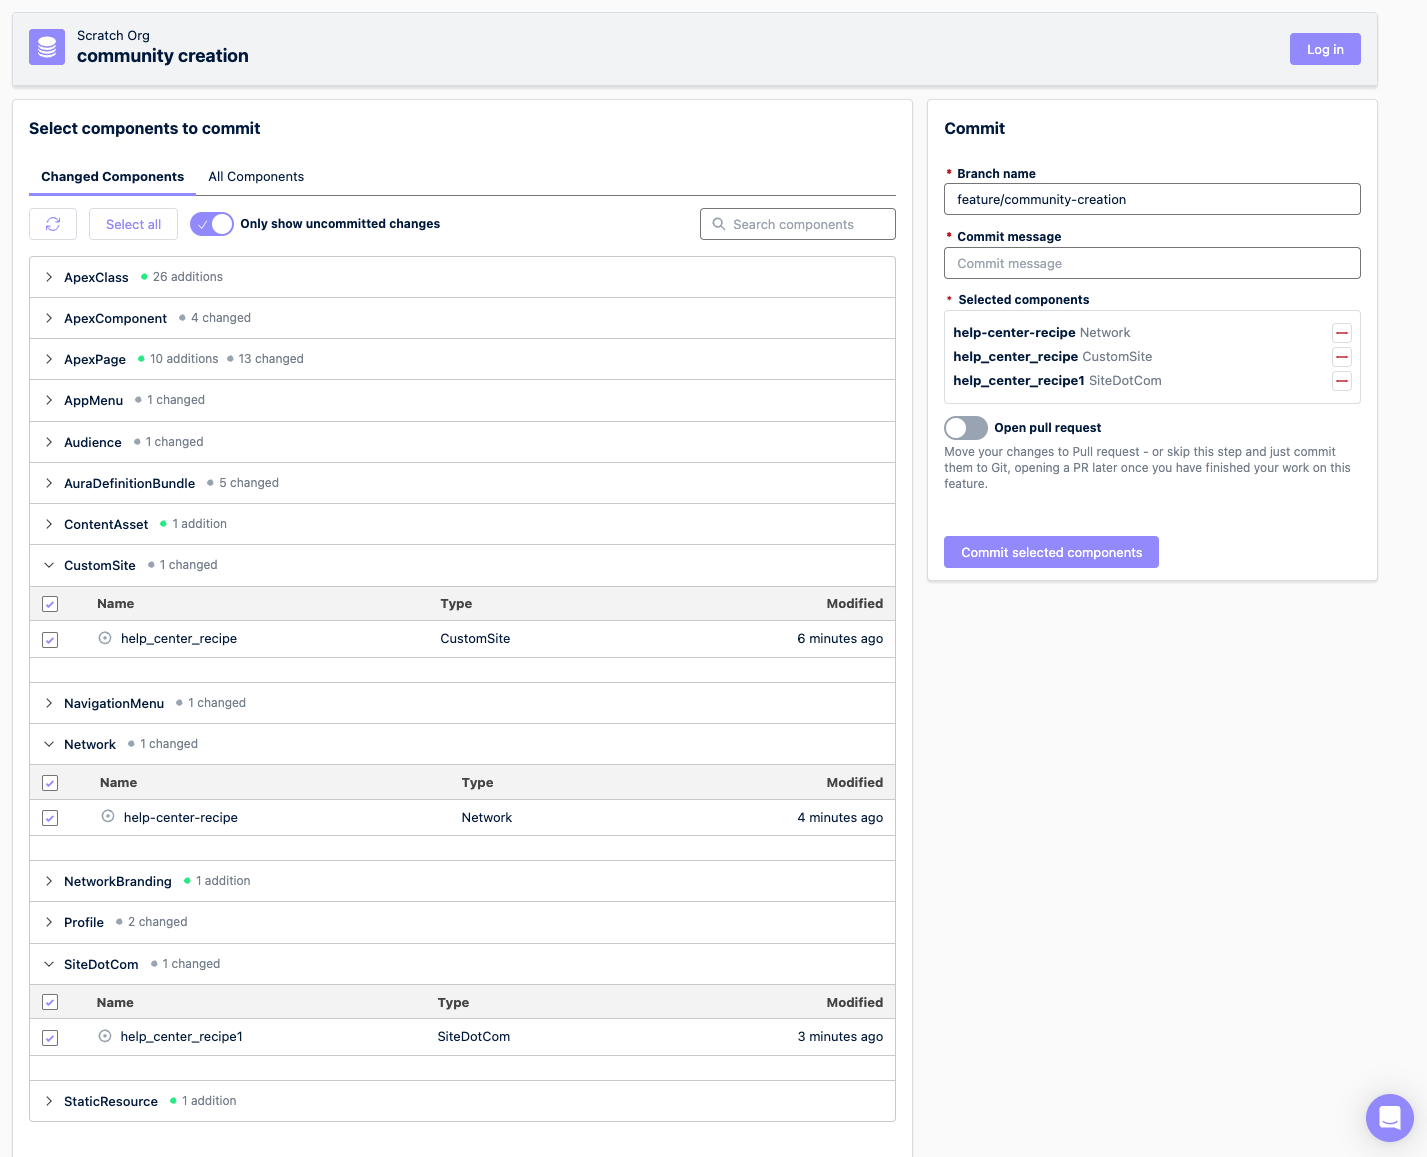 Scratch Org
community creation
Log in
Select components to commit
Changed Components
All Components
Select all
Only show uncommitted changes
Search components
ApexClass 26 additions
ApexComponent 4 changed
ApexPage 10 additions 13 changed
AppMenu 1 changed
Audience 1 changed
AuraDefinitionBundle 5 changed
ContentAsset 1 addition
CustomSite 1 changed
Name Type Modified
help_center_recipe CustomSite 6 minutes ago
NavigationMenu 1 changed
Network 1 changed
Name Type Modified
help-center-recipe Network 4 minutes ago
NetworkBranding 1 addition
Profile 2 changed
SiteDotCom 1 changed
Name Type Modified
help_center_recipe1 SiteDotCom 3 minutes ago
StaticResource 1 addition
Commit
* Branch name
feature/community-creation
* Commit message
Commit message
* Selected components
help-center-recipe Network
help_center_recipe CustomSite
help_center_recipe1 SiteDotCom
Open pull request
Move your changes to Pull request - or skip this step and just commit
them to Git, opening a PR later once you have finished your work on this
feature.
Commit selected components